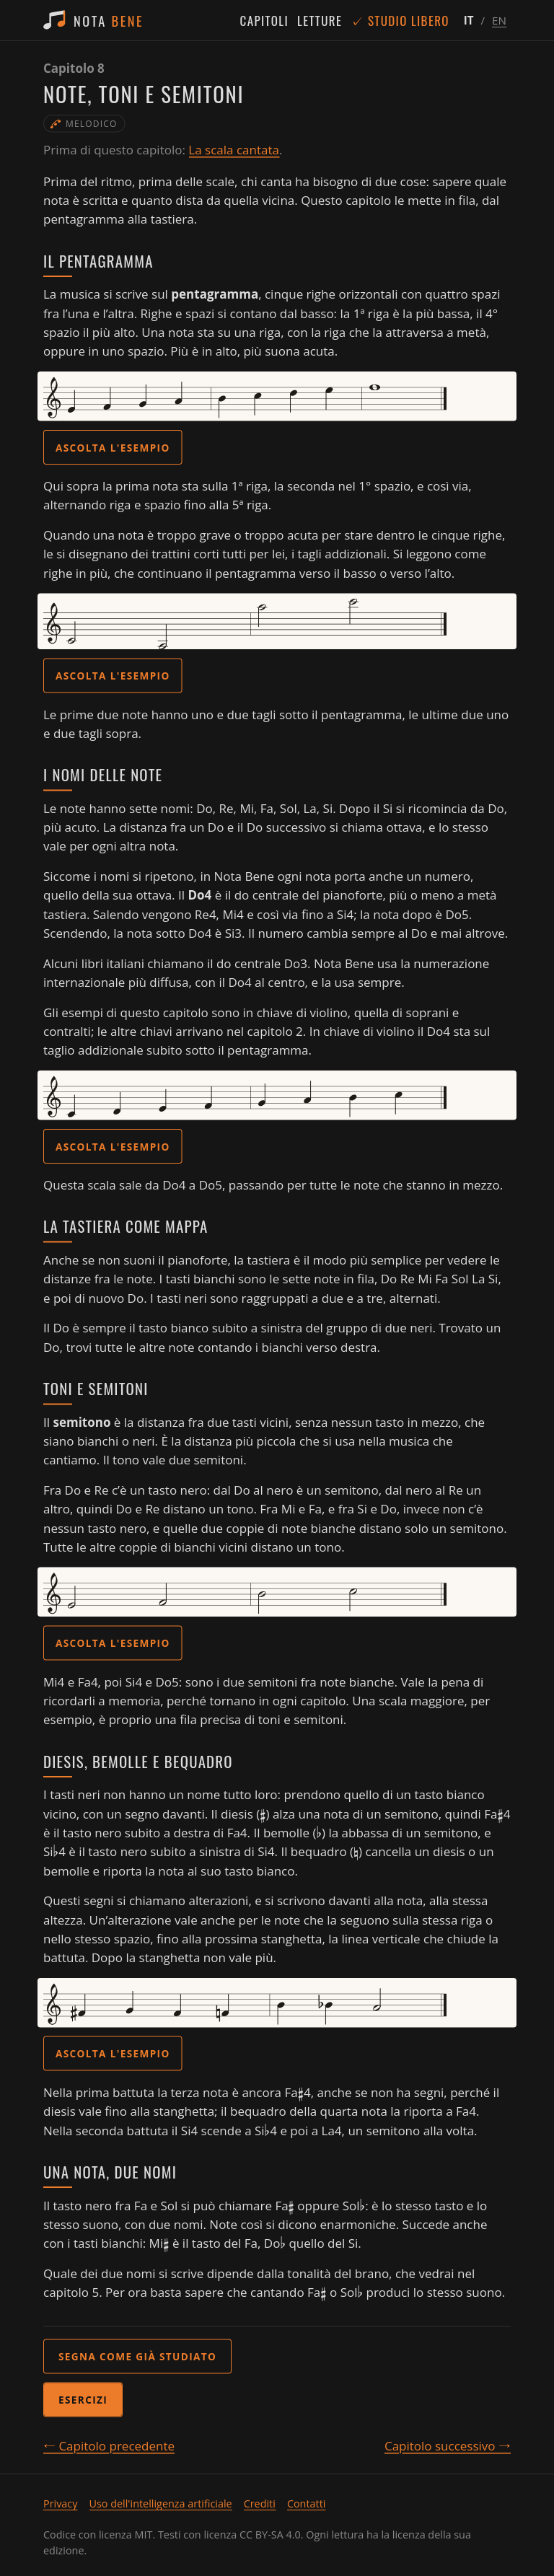 NOTA BENE
CAPITOLI LETTURE ✓ STUDIO LIBERO IT / EN
Capitolo 8
NOTE, TONI E SEMITONI
MELODICO
Prima di questo capitolo: La scala cantata.
Prima del ritmo, prima delle scale, chi canta ha bisogno di due cose: sapere quale
nota è scritta e quanto dista da quella vicina. Questo capitolo le mette in fila, dal
pentagramma alla tastiera.
IL PENTAGRAMMA
La musica si scrive sul pentagramma, cinque righe orizzontali con quattro spazi
fra l’una e l’altra. Righe e spazi si contano dal basso: la 1ª riga è la più bassa, il 4°
spazio il più alto. Una nota sta su una riga, con la riga che la attraversa a metà,
oppure in uno spazio. Più è in alto, più suona acuta.
ASCOLTA L'ESEMPIO
Qui sopra la prima nota sta sulla 1ª riga, la seconda nel 1° spazio, e così via,
alternando riga e spazio fino alla 5ª riga.
Quando una nota è troppo grave o troppo acuta per stare dentro le cinque righe,
le si disegnano dei trattini corti tutti per lei, i tagli addizionali. Si leggono come
righe in più, che continuano il pentagramma verso il basso o verso l’alto.
ASCOLTA L'ESEMPIO
Le prime due note hanno uno e due tagli sotto il pentagramma, le ultime due uno
e due tagli sopra.
I NOMI DELLE NOTE
Le note hanno sette nomi: Do, Re, Mi, Fa, Sol, La, Si. Dopo il Si si ricomincia da Do,
più acuto. La distanza fra un Do e il Do successivo si chiama ottava, e lo stesso
vale per ogni altra nota.
Siccome i nomi si ripetono, in Nota Bene ogni nota porta anche un numero,
quello della sua ottava. Il Do4 è il do centrale del pianoforte, più o meno a metà
tastiera. Salendo vengono Re4, Mi4 e così via fino a Si4; la nota dopo è Do5.
Scendendo, la nota sotto Do4 è Si3. Il numero cambia sempre al Do e mai altrove.
Alcuni libri italiani chiamano il do centrale Do3. Nota Bene usa la numerazione
internazionale più diffusa, con il Do4 al centro, e la usa sempre.
Gli esempi di questo capitolo sono in chiave di violino, quella di soprani e
contralti; le altre chiavi arrivano nel capitolo 2. In chiave di violino il Do4 sta sul
taglio addizionale subito sotto il pentagramma.
ASCOLTA L'ESEMPIO
Questa scala sale da Do4 a Do5, passando per tutte le note che stanno in mezzo.
LA TASTIERA COME MAPPA
Anche se non suoni il pianoforte, la tastiera è il modo più semplice per vedere le
distanze fra le note. I tasti bianchi sono le sette note in fila, Do Re Mi Fa Sol La Si,
e poi di nuovo Do. I tasti neri sono raggruppati a due e a tre, alternati.
Il Do è sempre il tasto bianco subito a sinistra del gruppo di due neri. Trovato un
Do, trovi tutte le altre note contando i bianchi verso destra.
TONI E SEMITONI
Il semitono è la distanza fra due tasti vicini, senza nessun tasto in mezzo, che
siano bianchi o neri. È la distanza più piccola che si usa nella musica che
cantiamo. Il tono vale due semitoni.
Fra Do e Re c’è un tasto nero: dal Do al nero è un semitono, dal nero al Re un
altro, quindi Do e Re distano un tono. Fra Mi e Fa, e fra Si e Do, invece non c’è
nessun tasto nero, e quelle due coppie di note bianche distano solo un semitono.
Tutte le altre coppie di bianchi vicini distano un tono.
ASCOLTA L'ESEMPIO
Mi4 e Fa4, poi Si4 e Do5: sono i due semitoni fra note bianche. Vale la pena di
ricordarli a memoria, perché tornano in ogni capitolo. Una scala maggiore, per
esempio, è proprio una fila precisa di toni e semitoni.
DIESIS, BEMOLLE E BEQUADRO
I tasti neri non hanno un nome tutto loro: prendono quello di un tasto bianco
vicino, con un segno davanti. Il diesis (♯) alza una nota di un semitono, quindi Fa♯4
è il tasto nero subito a destra di Fa4. Il bemolle (♭) la abbassa di un semitono, e
Si♭4 è il tasto nero subito a sinistra di Si4. Il bequadro (♮) cancella un diesis o un
bemolle e riporta la nota al suo tasto bianco.
Questi segni si chiamano alterazioni, e si scrivono davanti alla nota, alla stessa
altezza. Un’alterazione vale anche per le note che la seguono sulla stessa riga o
nello stesso spazio, fino alla prossima stanghetta, la linea verticale che chiude la
battuta. Dopo la stanghetta non vale più.
ASCOLTA L'ESEMPIO
Nella prima battuta la terza nota è ancora Fa♯4, anche se non ha segni, perché il
diesis vale fino alla stanghetta; il bequadro della quarta nota la riporta a Fa4.
Nella seconda battuta il Si4 scende a Si♭4 e poi a La4, un semitono alla volta.
UNA NOTA, DUE NOMI
Il tasto nero fra Fa e Sol si può chiamare Fa♯ oppure Sol♭: è lo stesso tasto e lo
stesso suono, con due nomi. Note così si dicono enarmoniche. Succede anche
con i tasti bianchi: Mi♯ è il tasto del Fa, Do♭ quello del Si.
Quale dei due nomi si scrive dipende dalla tonalità del brano, che vedrai nel
capitolo 5. Per ora basta sapere che cantando Fa♯ o Sol♭ produci lo stesso suono.
SEGNA COME GIÀ STUDIATO
ESERCIZI
← Capitolo precedente Capitolo successivo →
Privacy Uso dell'intelligenza artificiale Crediti Contatti
Codice con licenza MIT. Testi con licenza CC BY-SA 4.0. Ogni lettura ha la licenza della sua
edizione.